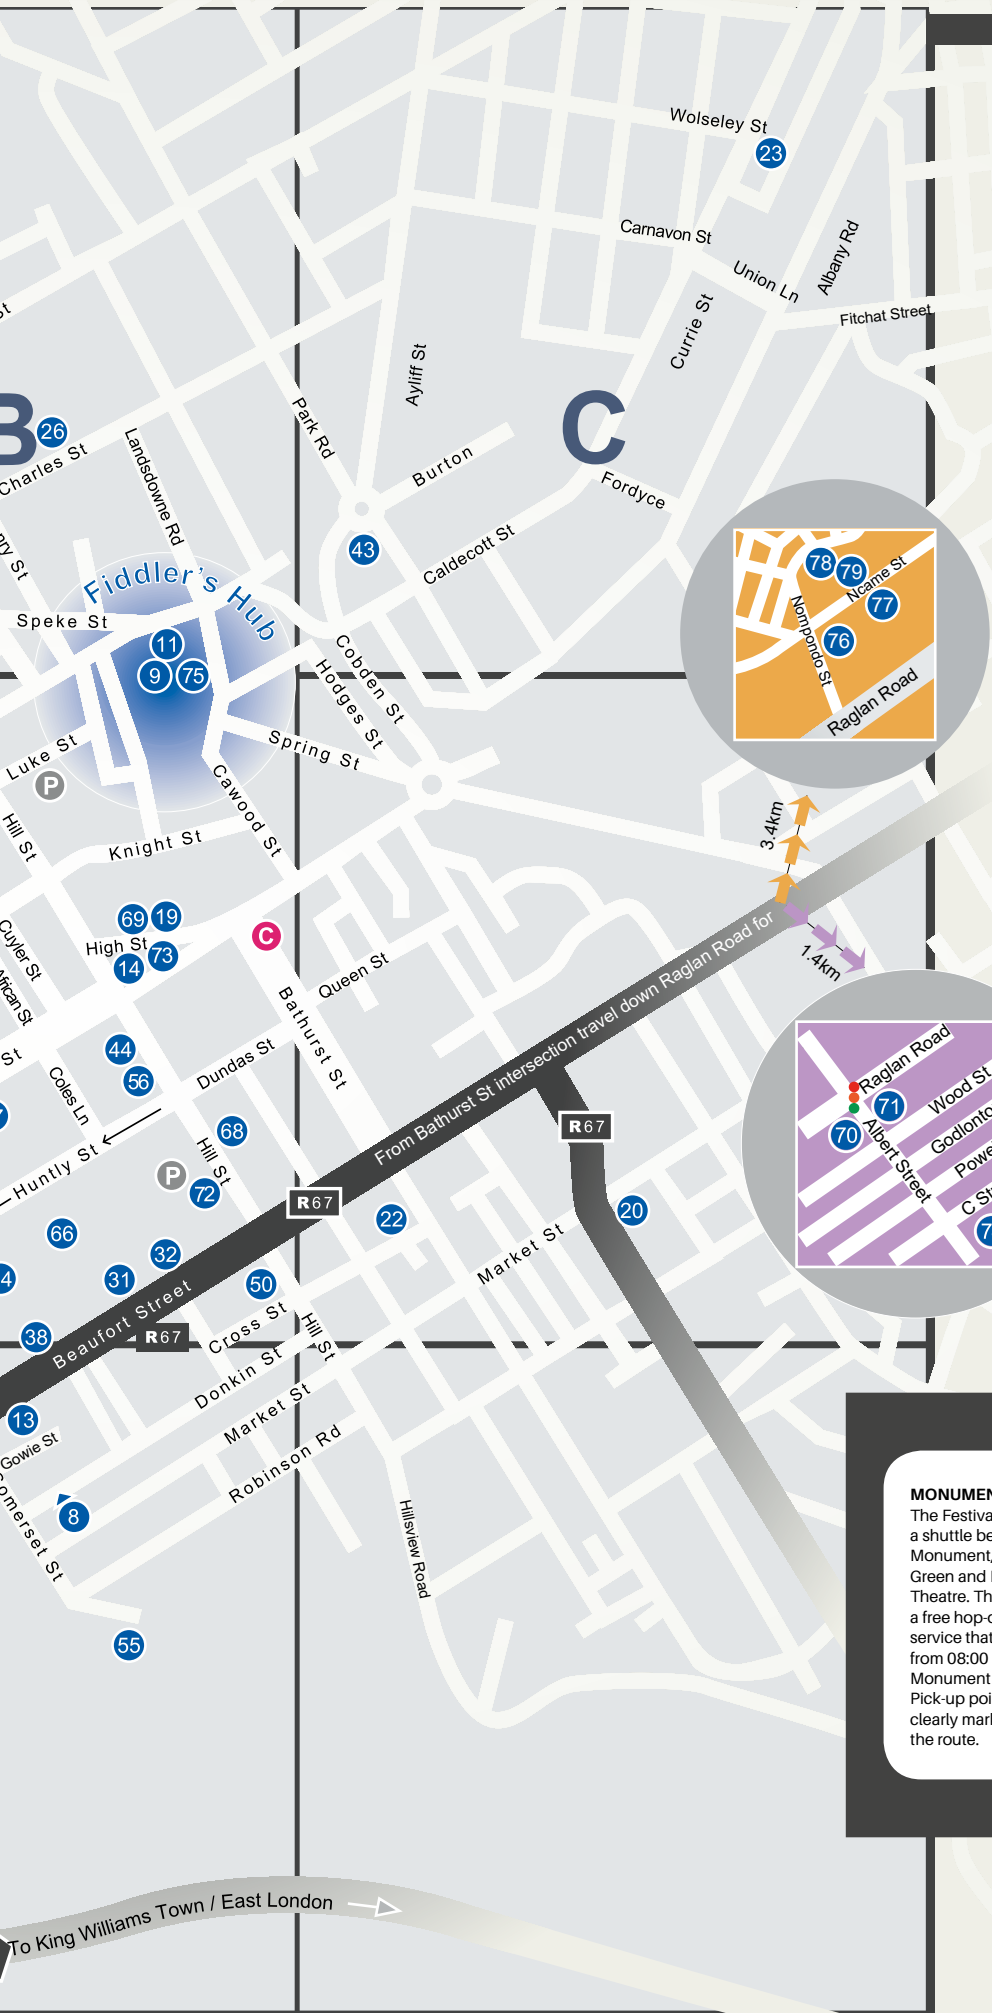 Wolseley St
23
Carnavon St
Union Ln
Albany Rd
Fitchat Street
Currie St
Ayliff St
Park Rd
B
C
26
Charles St
Landsdowne Rd
Burton
Fordyce
43
Caldecott St
Fiddler's Hub
Speke St
11
9
75
78
79
Ncame St
77
76
Nompondo St
Raglan Road
Cobden St
Hodges St
Spring St
Luke St
P
Cawood St
Hill St
Knight St
3.4km
69
19
High St
73
14
C
Cuyler St
African St
Queen St
1.4km
From Bathurst St intersection travel down Raglan Road for
Bathurst St
St
44
56
Coles Ln
Dundas St
Raglan Road
Wood St
71
70
Albert Street
68
Huntly St
P
Hill St
72
R67
R67
22
20
66
32
31
50
Market St
38
Beaufort Street
R67
Cross St
Hill St
Donkin St
13
Gowie St
Market St
Robinson Rd
8
Hillsview Road
55
MONUMEN
The Festiva
a shuttle be
Monument,
Green and
Theatre. Th
a free hop-o
service that
from 08:00
Monument
Pick-up poi
clearly mark
the route.
To King Williams Town / East London